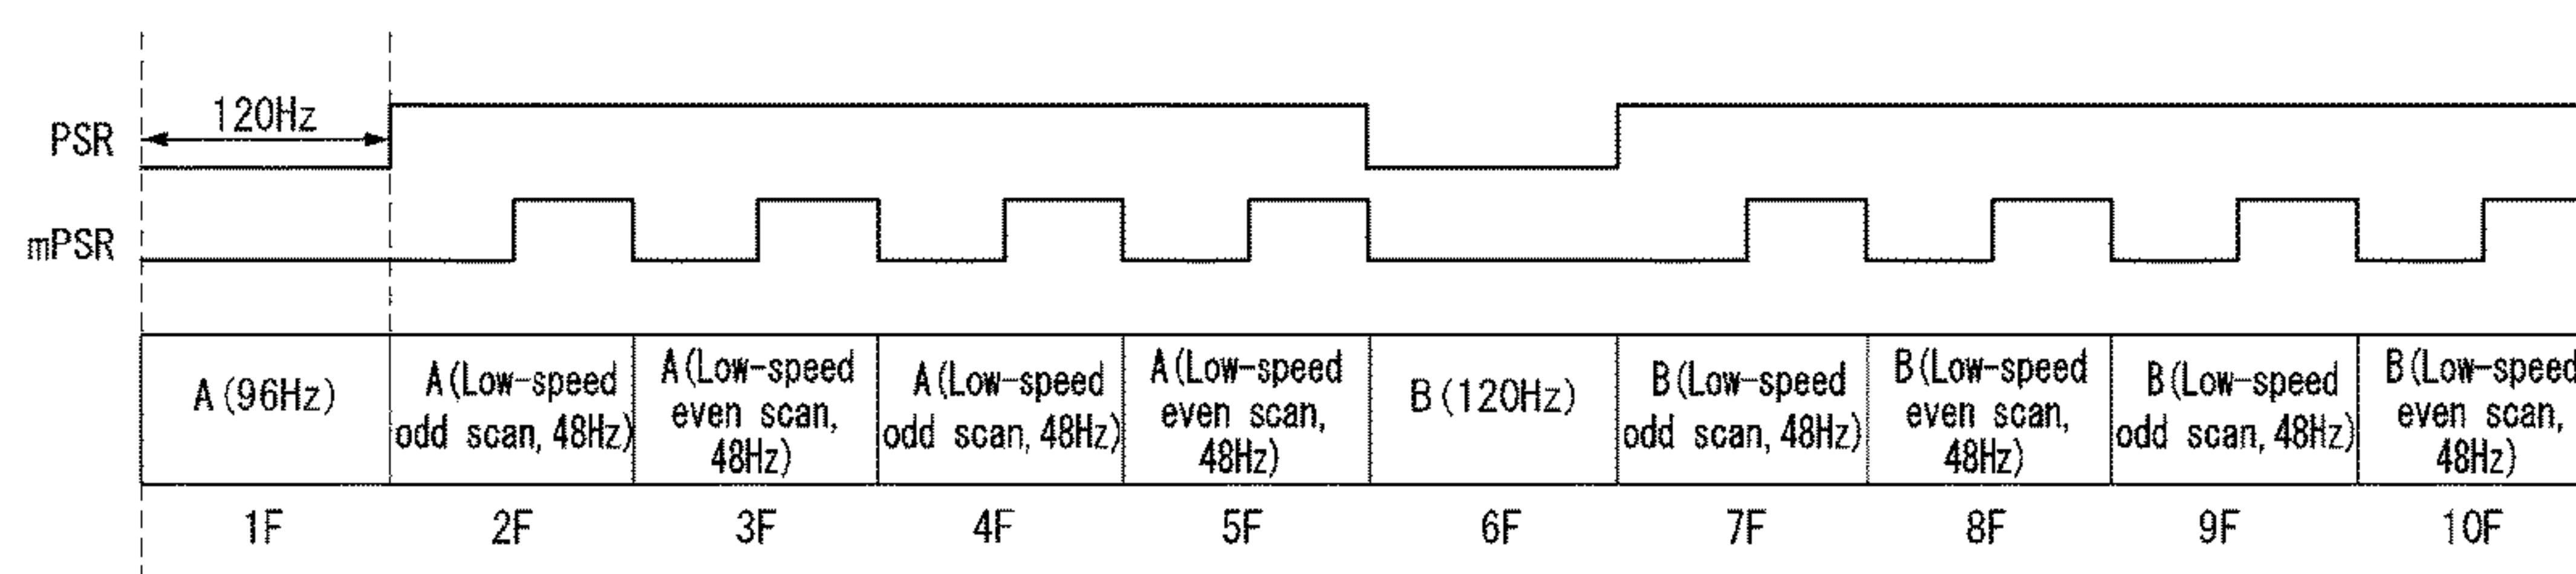 120Hz
PSR
mPSR
A(96Hz)
A(Low-speed
odd scan, 48Hz)
A(Low-speed
even scan,
48Hz)
A(Low-speed
odd scan, 48Hz)
A(Low-speed
even scan,
48Hz)
B(120Hz)
B(Low-speed
odd scan, 48Hz)
B(Low-speed
even scan,
48Hz)
B(Low-speed
odd scan, 48Hz)
B(Low-speed
even scan,
48Hz)
1F
2F
3F
4F
5F
6F
7F
8F
9F
10F